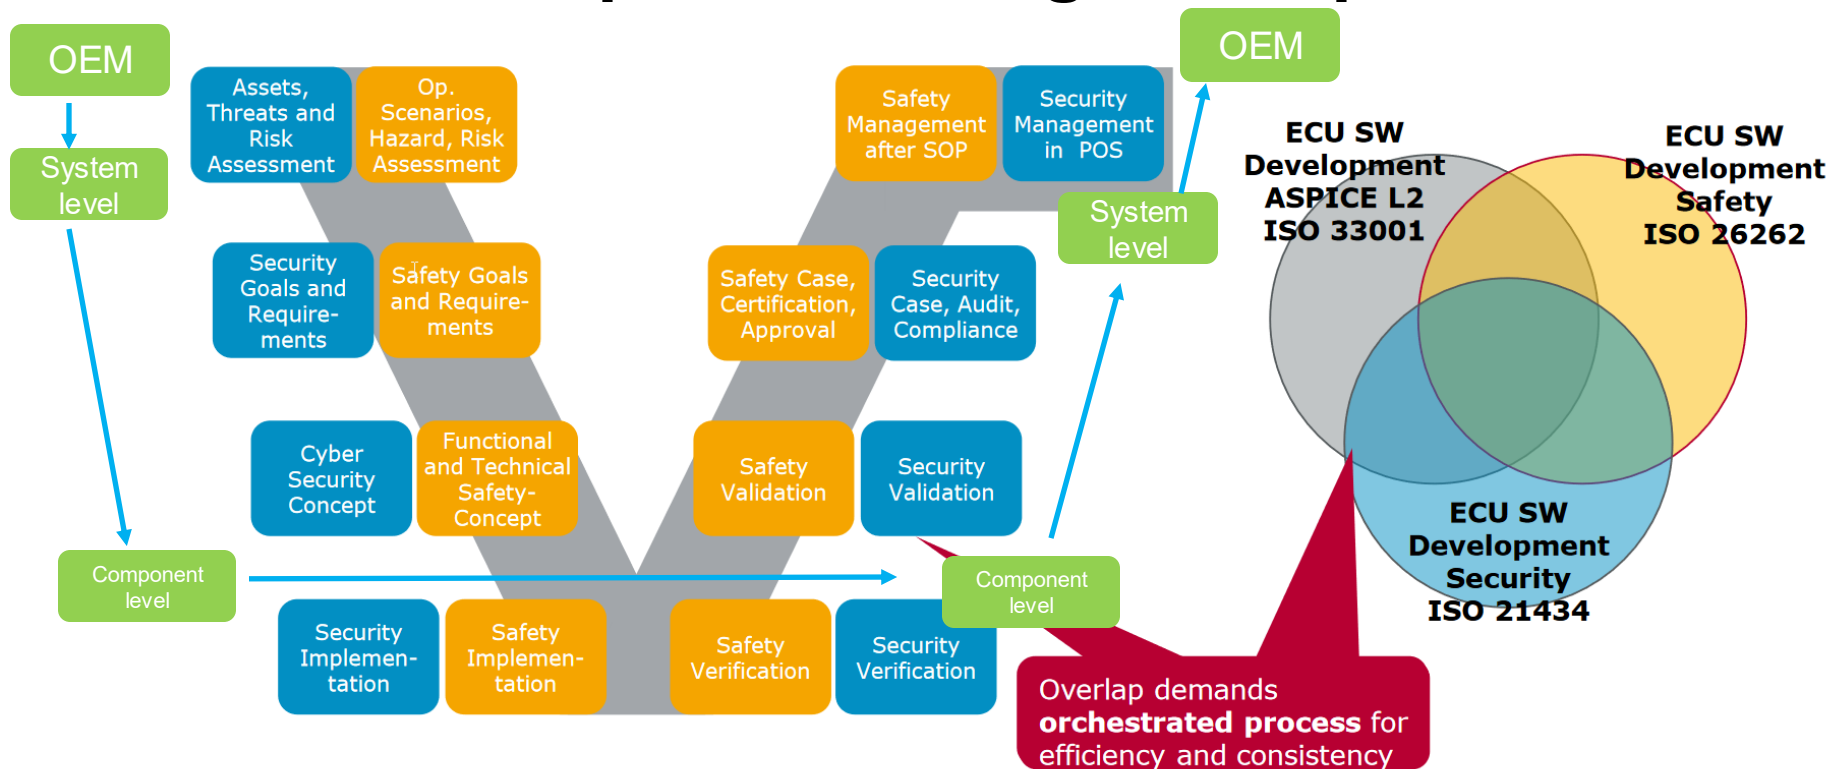 OEM
System
level
Component
level
Assets,
Threats and
Risk
Assessment
Op.
Scenarios,
Hazard, Risk
Assessment
Security
Goals and
Require-
ments
Safety Goals
and Require-
ments
Cyber
Security
Concept
Functional
and Technical
Safety-
Concept
Security
Implemen-
tation
Safety
Implemen-
tation
Safety
Verification
Security
Verification
Safety
Validation
Security
Validation
Safety Case,
Certification,
Approval
Security
Case, Audit,
Compliance
Safety
Management
after SOP
Security
Management
in POS
Component
level
System
level
OEM
ECU SW
Development
ASPICE L2
ISO 33001
ECU SW
Development
Safety
ISO 26262
ECU SW
Development
Security
ISO 21434
Overlap demands
orchestrated process for
efficiency and consistency